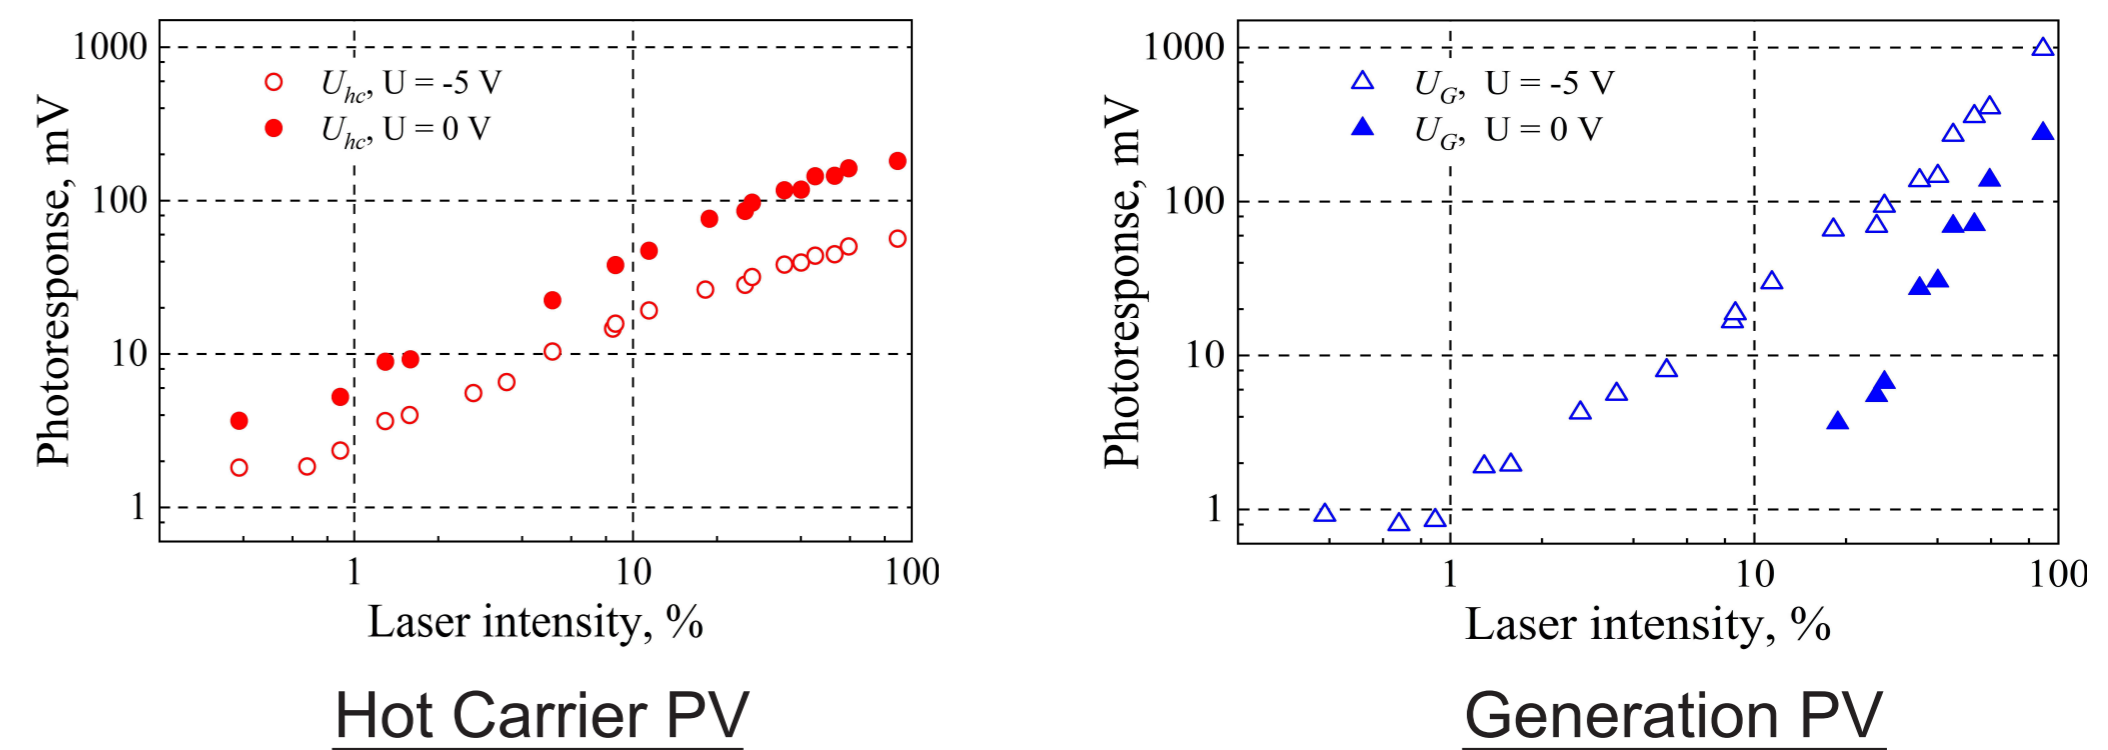 Photoresponse, mV
1000
100
10
1
U_hc, U = -5 V
U_hc, U = 0 V
1 10 100
Laser intensity, %
Hot Carrier PV
Photoresponse, mV
1000
100
10
1
U_G, U = -5 V
U_G, U = 0 V
1 10 100
Laser intensity, %
Generation PV